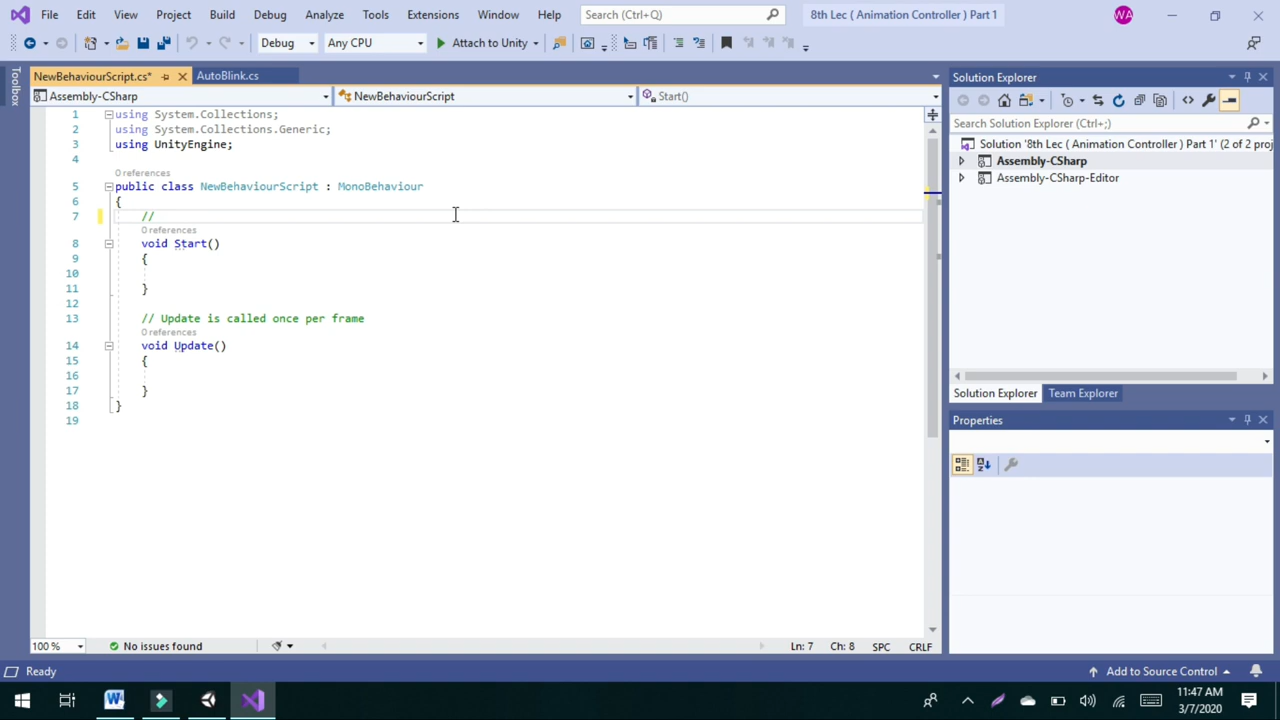 File Edit View Project Build Debug Analyze Tools Extensions Window Help Search (Ctrl+Q) 8th Lec ( Animation Controller ) Part 1 WA
Debug Any CPU Attach to Unity
Toolbox
NewBehaviourScript.cs* AutoBlink.cs
Assembly-CSharp NewBehaviourScript Start()
1 using System.Collections;
2 using System.Collections.Generic;
3 using UnityEngine;
4
0 references
5 public class NewBehaviourScript : MonoBehaviour
6 {
7 //
0 references
8 void Start()
9 {
10
11 }
12
13 // Update is called once per frame
0 references
14 void Update()
15 {
16
17 }
18 }
19
100 % No issues found Ln: 7 Ch: 8 SPC CRLF
Solution Explorer
Search Solution Explorer (Ctrl+;)
Solution '8th Lec ( Animation Controller ) Part 1' (2 of 2 proj
Assembly-CSharp
Assembly-CSharp-Editor
Solution Explorer Team Explorer
Properties
Ready Add to Source Control
11:47 AM
3/7/2020